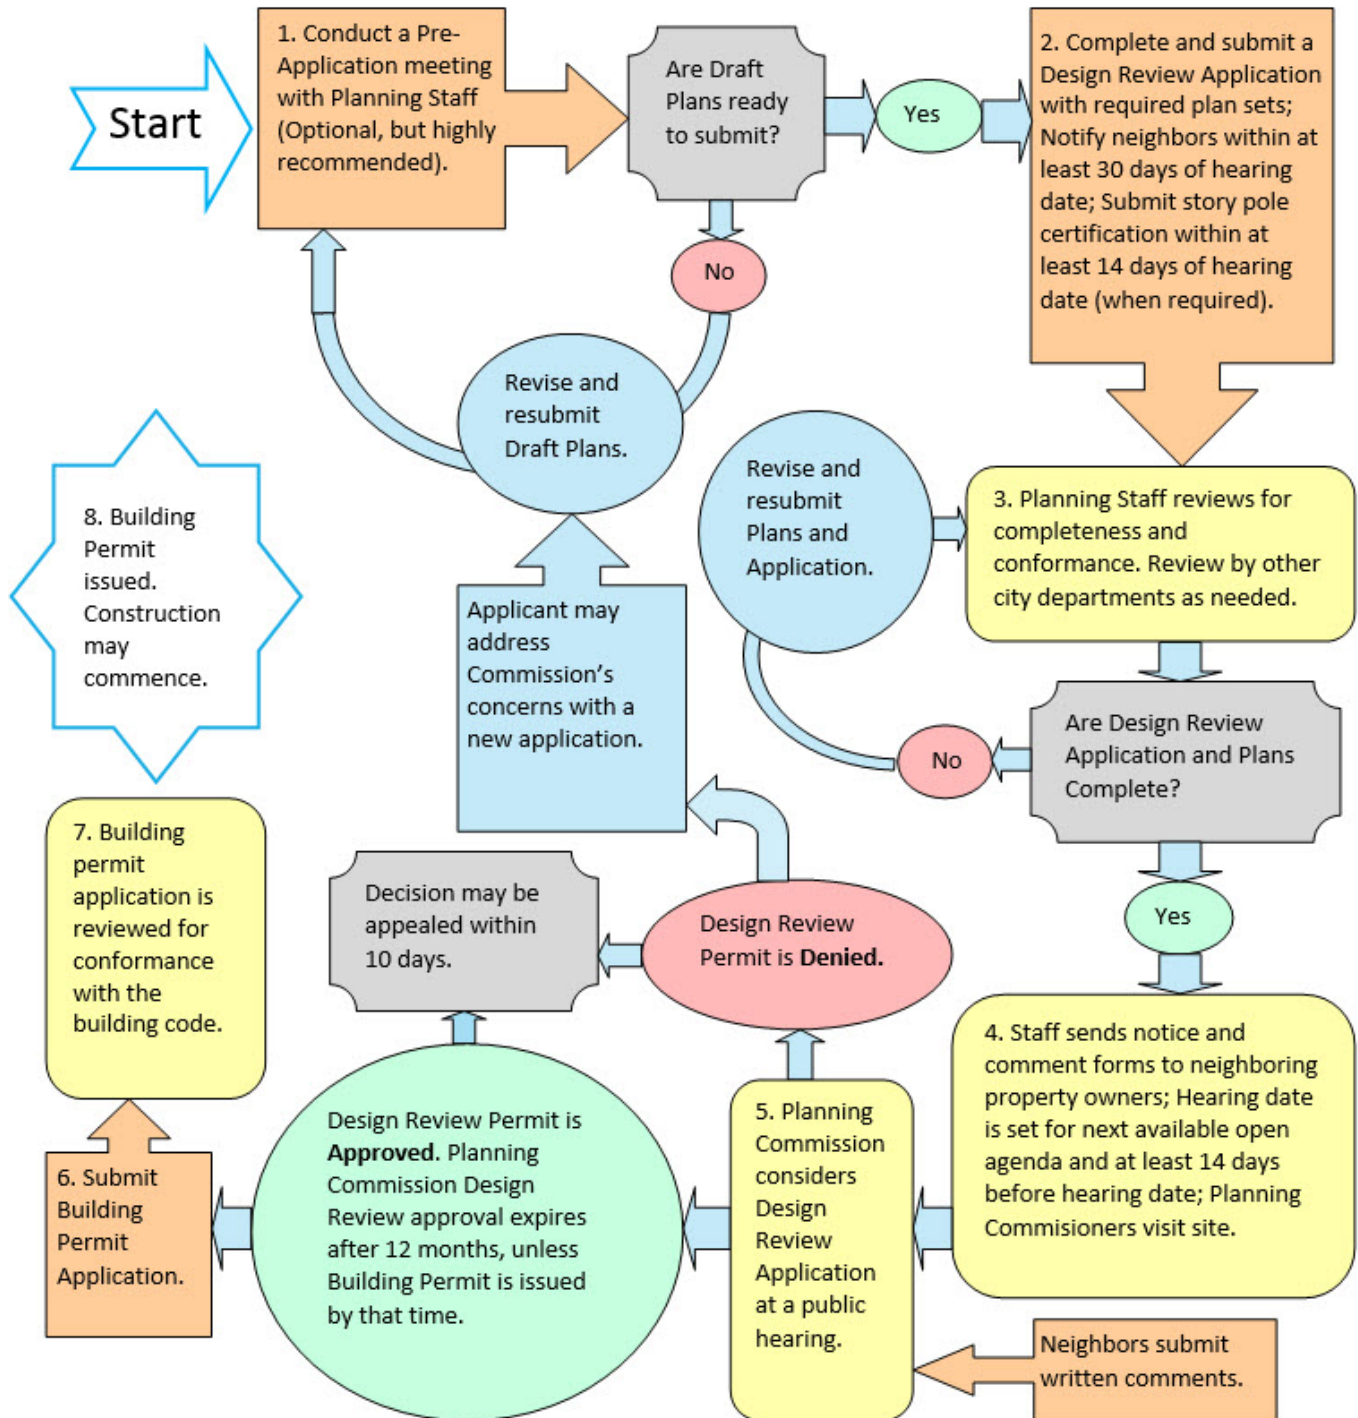 Start
1. Conduct a Pre-
Application meeting
with Planning Staff
(Optional, but highly
recommended).
Are Draft
Plans ready
to submit?
Yes
2. Complete and submit a
Design Review Application
with required plan sets;
Notify neighbors within at
least 30 days of hearing
date; Submit story pole
certification within at
least 14 days of hearing
date (when required).
No
Revise and
resubmit
Draft Plans.
Revise and
resubmit
Plans and
Application.
3. Planning Staff reviews for
completeness and
conformance. Review by other
city departments as needed.
8. Building
Permit
issued.
Construction
may
commence.
Applicant may
address
Commission’s
concerns with a
new application.
No
Are Design Review
Application and Plans
Complete?
7. Building
permit
application is
reviewed for
conformance
with the
building code.
Decision may be
appealed within
10 days.
Design Review
Permit is Denied.
Yes
4. Staff sends notice and
comment forms to neighboring
property owners; Hearing date
is set for next available open
agenda and at least 14 days
before hearing date; Planning
Commisioners visit site.
5. Planning
Commission
considers
Design
Review
Application
at a public
hearing.
Design Review Permit is
Approved. Planning
Commission Design
Review approval expires
after 12 months, unless
Building Permit is issued
by that time.
6. Submit
Building
Permit
Application.
Neighbors submit
written comments.